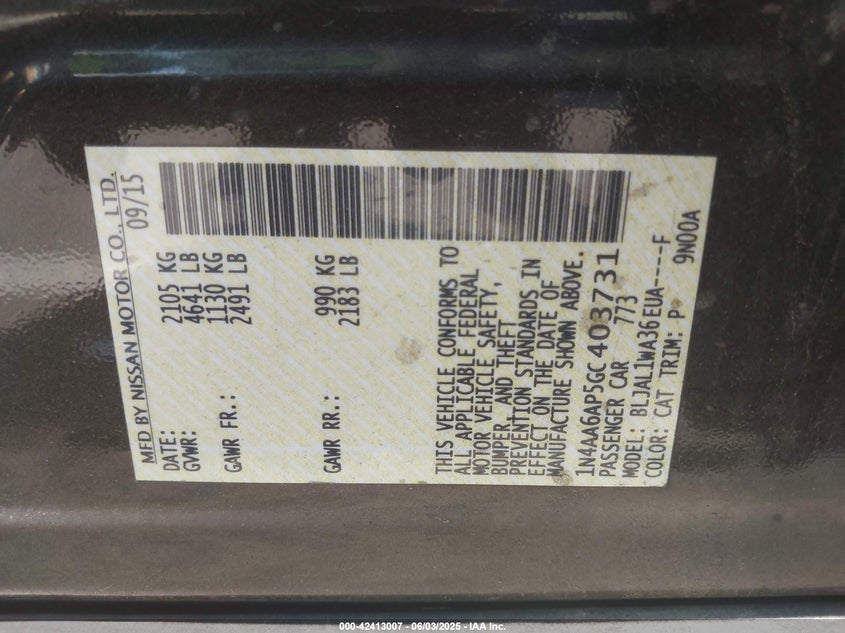 MFD BY NISSAN MOTOR CO., LTD.
DATE: 09/15
GVWR: 2105 KG
4641 LB
GAWR FR.: 1130 KG
2491 LB
GAWR RR.: 990 KG
2183 LB
THIS VEHICLE CONFORMS TO
ALL APPLICABLE FEDERAL
MOTOR VEHICLE SAFETY,
BUMPER, AND THEFT
PREVENTION STANDARDS IN
EFFECT ON THE DATE OF
MANUFACTURE SHOWN ABOVE.
1N4AA6AP5GC403731
PASSENGER CAR 773
MODEL: BLJAL1WA36EUA----F
COLOR: CAT TRIM: P 9N00A
000-42413007 - 06/03/2025 - IAA Inc.